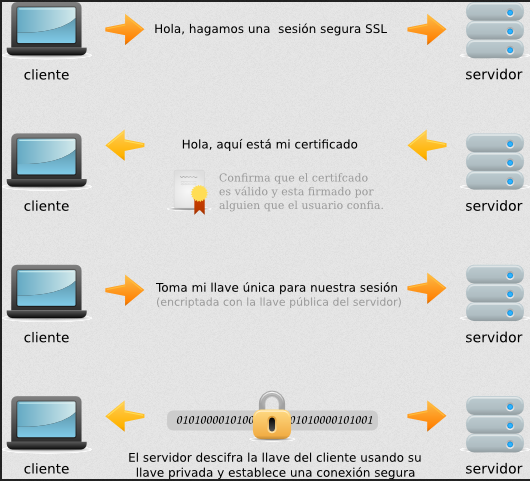 Hola, hagamos una sesión segura SSL
cliente
servidor
Hola, aquí está mi certificado
Confirma que el certifcado
es válido y esta firmado por
alguien que el usuario confia.
cliente
servidor
Toma mi llave única para nuestra sesión
(encriptada con la llave pública del servidor)
cliente
servidor
0101000010100 01010000101001
El servidor descifra la llave del cliente usando su
llave privada y establece una conexión segura
cliente
servidor